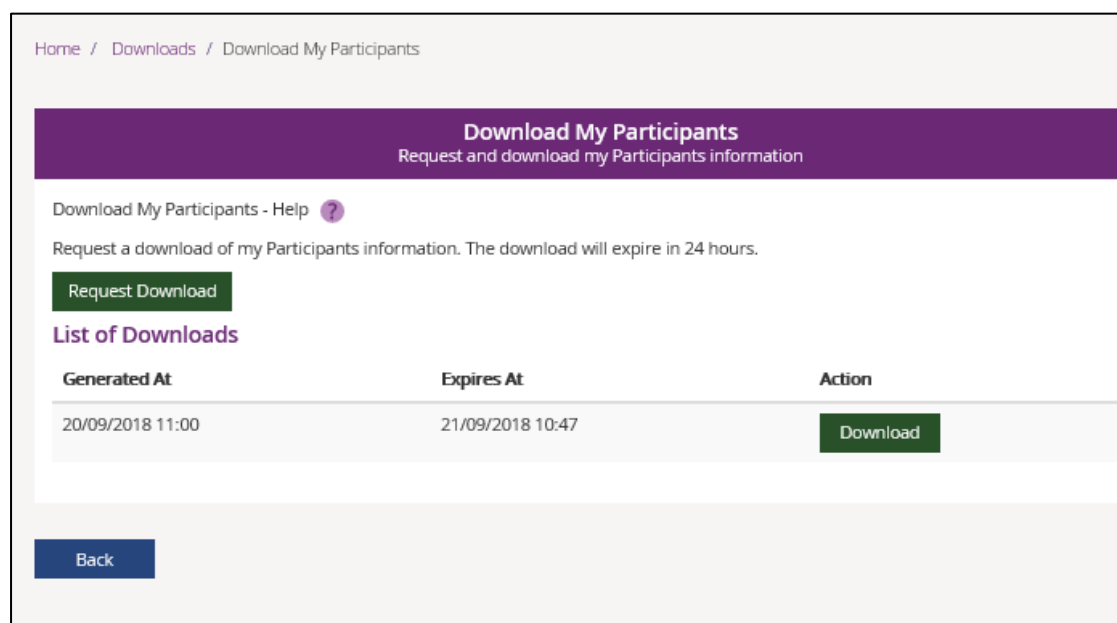 Home / Downloads / Download My Participants
Download My Participants
Request and download my Participants information
Download My Participants - Help ?
Request a download of my Participants information. The download will expire in 24 hours.
Request Download
List of Downloads
Generated At Expires At Action
20/09/2018 11:00 21/09/2018 10:47 Download
Back